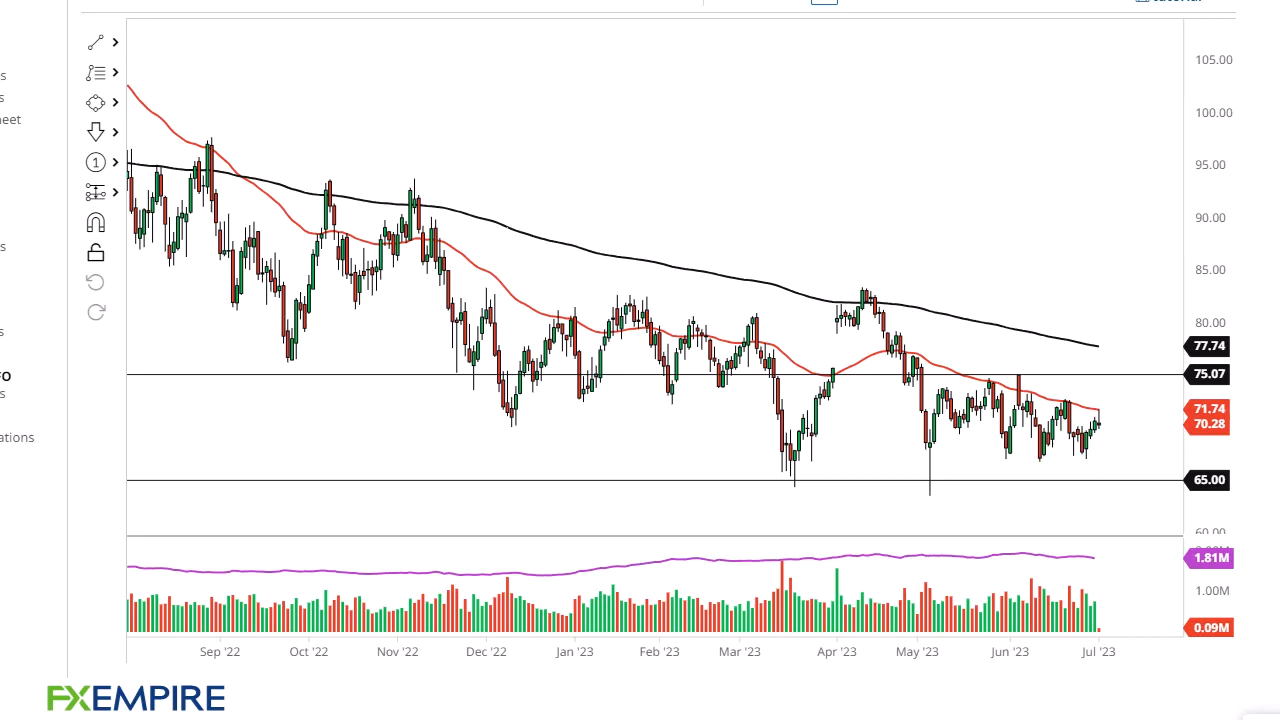 s
s
eet
s
s
o
s
ations
1
105.00
100.00
95.00
90.00
85.00
80.00
77.74
75.07
71.74
70.28
65.00
60.00
1.81M
1.00M
0.09M
Sep '22
Oct '22
Nov '22
Dec '22
Jan '23
Feb '23
Mar '23
Apr '23
May '23
Jun '23
Jul '23
FXEMPIRE